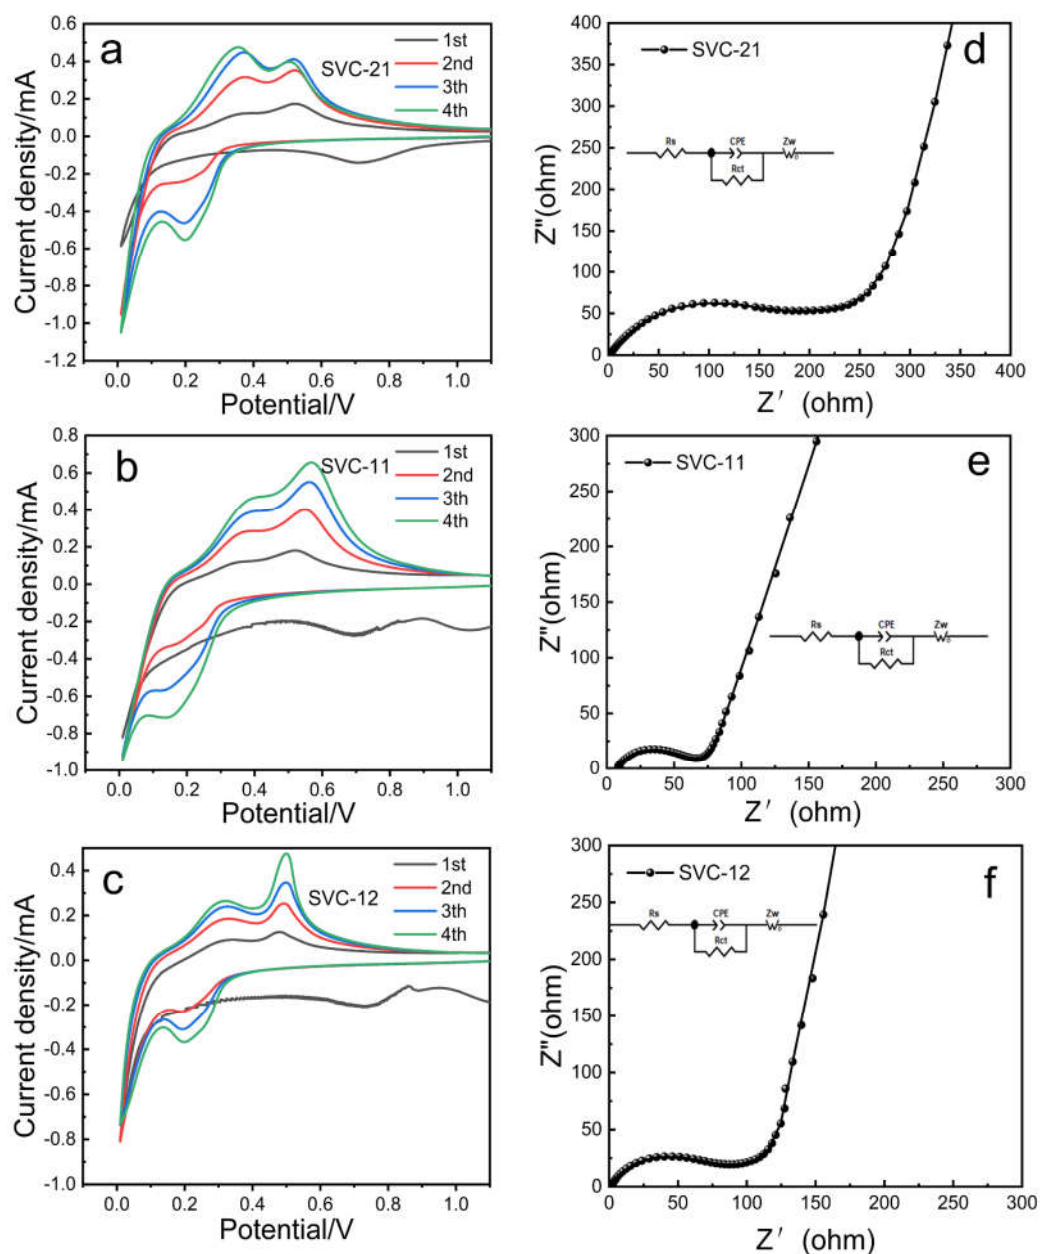 a
SVC-21
1st
2nd
3th
4th
0.6
0.4
0.2
0.0
-0.2
-0.4
-0.6
-0.8
-1.0
-1.2
Current density/mA
0.0 0.2 0.4 0.6 0.8 1.0
Potential/V
d
SVC-21
Rs CPE Zw
Rct
400
350
300
250
200
150
100
50
0
Z"(ohm)
0 50 100 150 200 250 300 350 400
Z' (ohm)
b
SVC-11
1st
2nd
3th
4th
0.8
0.6
0.4
0.2
0.0
-0.2
-0.4
-0.6
-0.8
-1.0
Current density/mA
0.0 0.2 0.4 0.6 0.8 1.0
Potential/V
e
SVC-11
Rs CPE Zw
Rct
300
250
200
150
100
50
0
Z"(ohm)
0 50 100 150 200 250 300
Z' (ohm)
c
SVC-12
1st
2nd
3th
4th
0.4
0.2
0.0
-0.2
-0.4
-0.6
-0.8
-1.0
Current density/mA
0.0 0.2 0.4 0.6 0.8 1.0
Potential/V
f
SVC-12
Rs CPE Zw
Rct
300
250
200
150
100
50
0
Z"(ohm)
0 50 100 150 200 250 300
Z' (ohm)